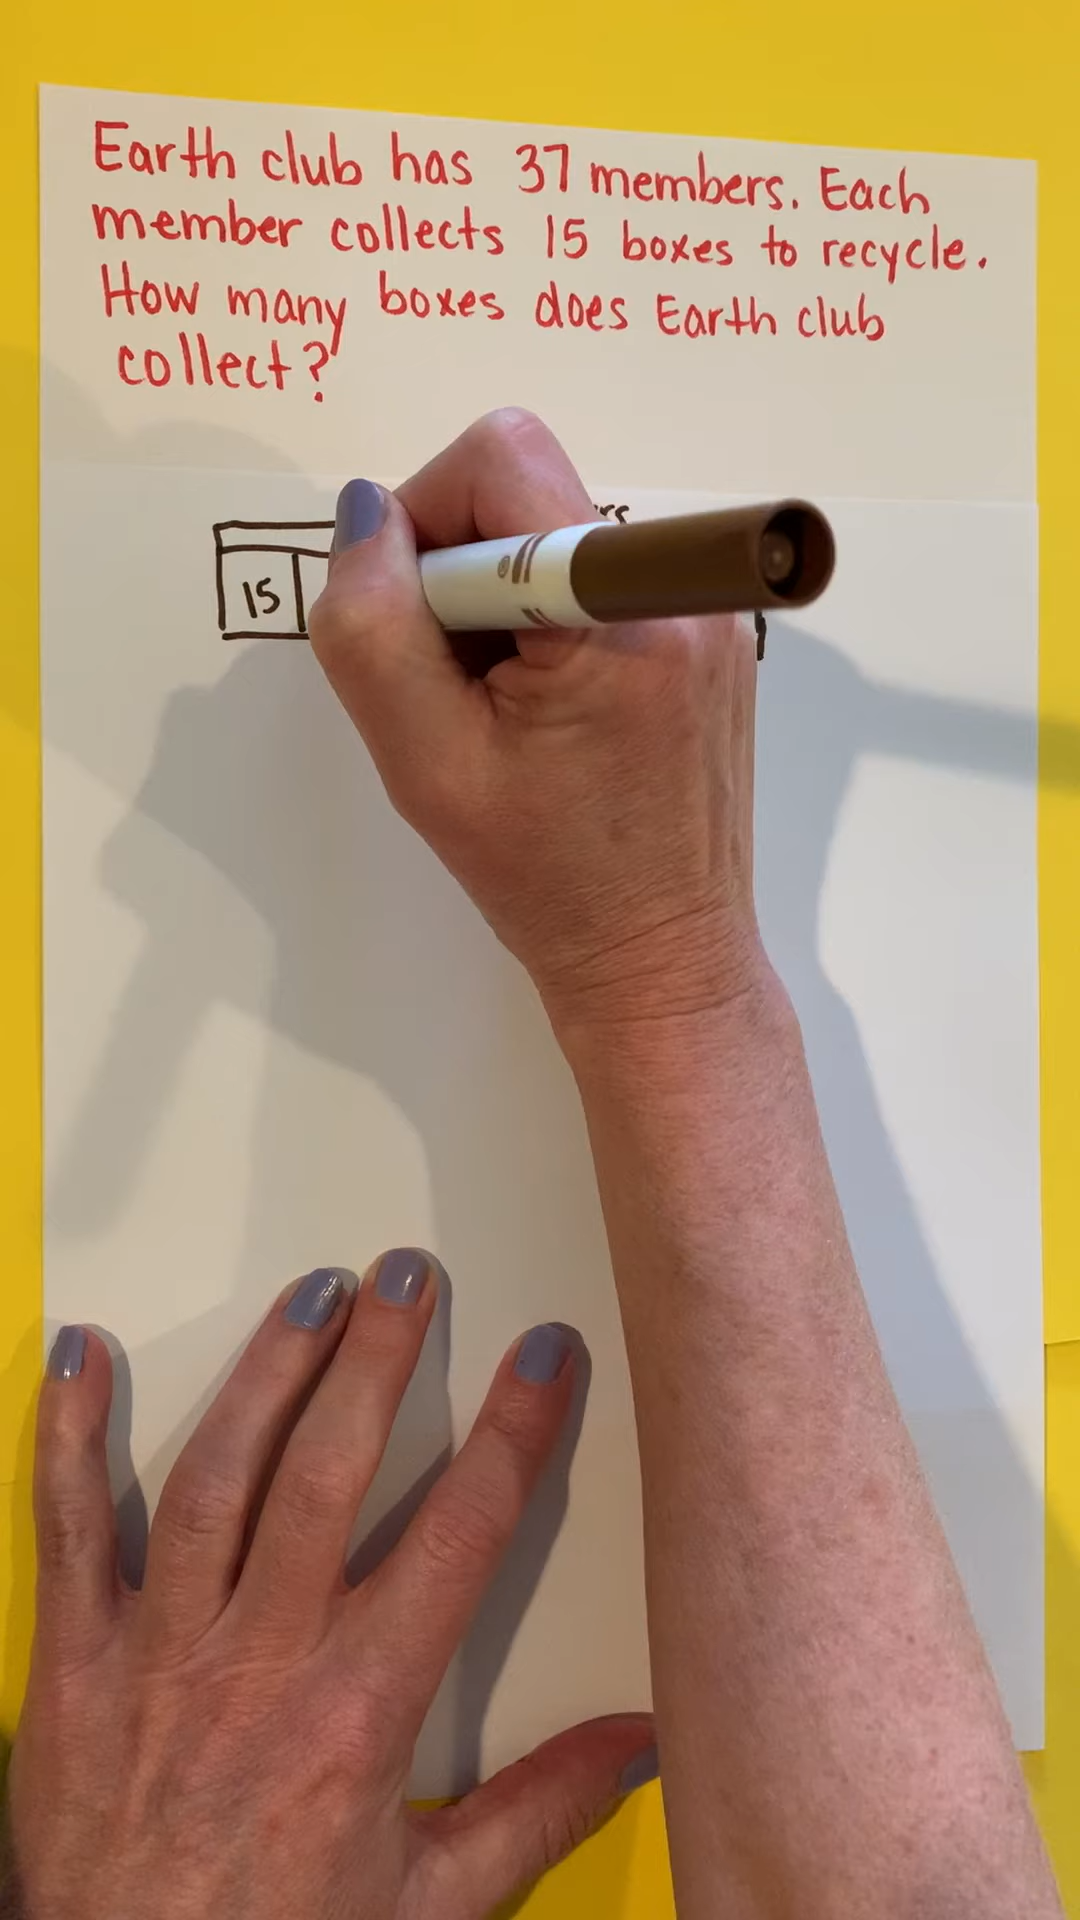 Earth club has 37 members. Each
member collects 15 boxes to recycle.
How many boxes does Earth club
collect?
15